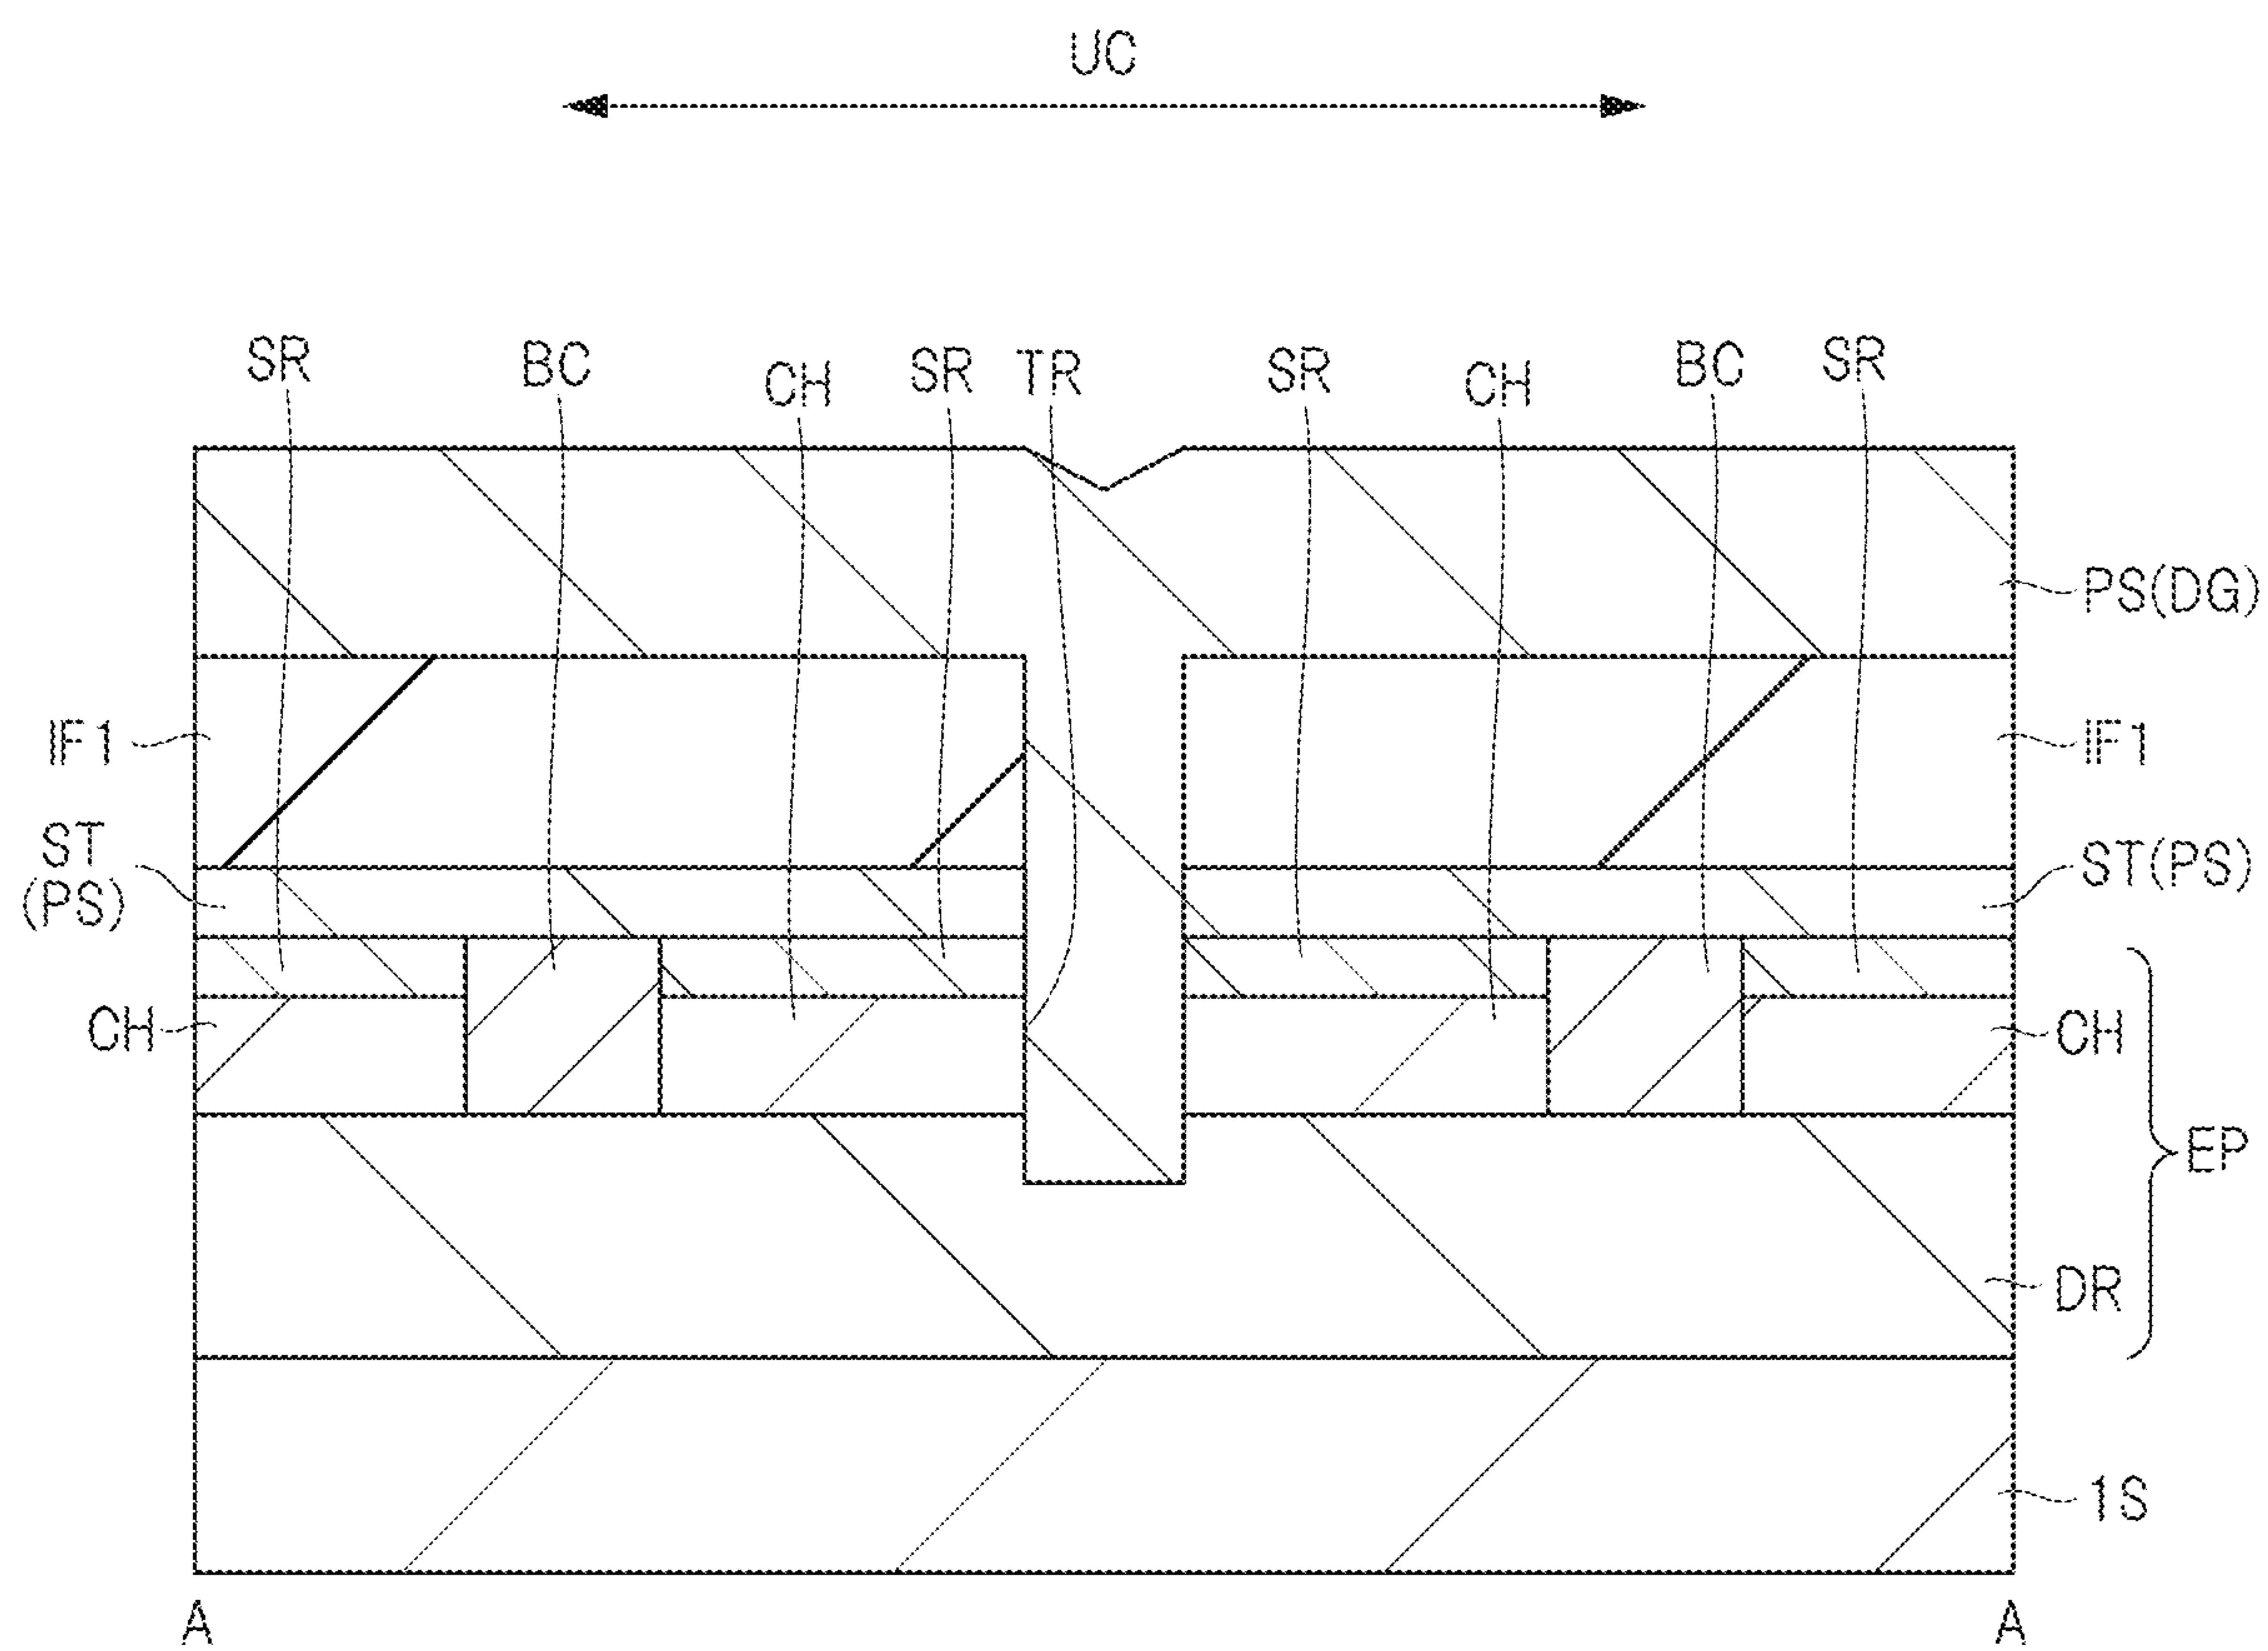 UC
SR BC CH SR TR SR CH BC SR
PS(DG)
IF1 IF1
ST
(PS)
ST(PS)
CH CH
EP
DR
1S
A A